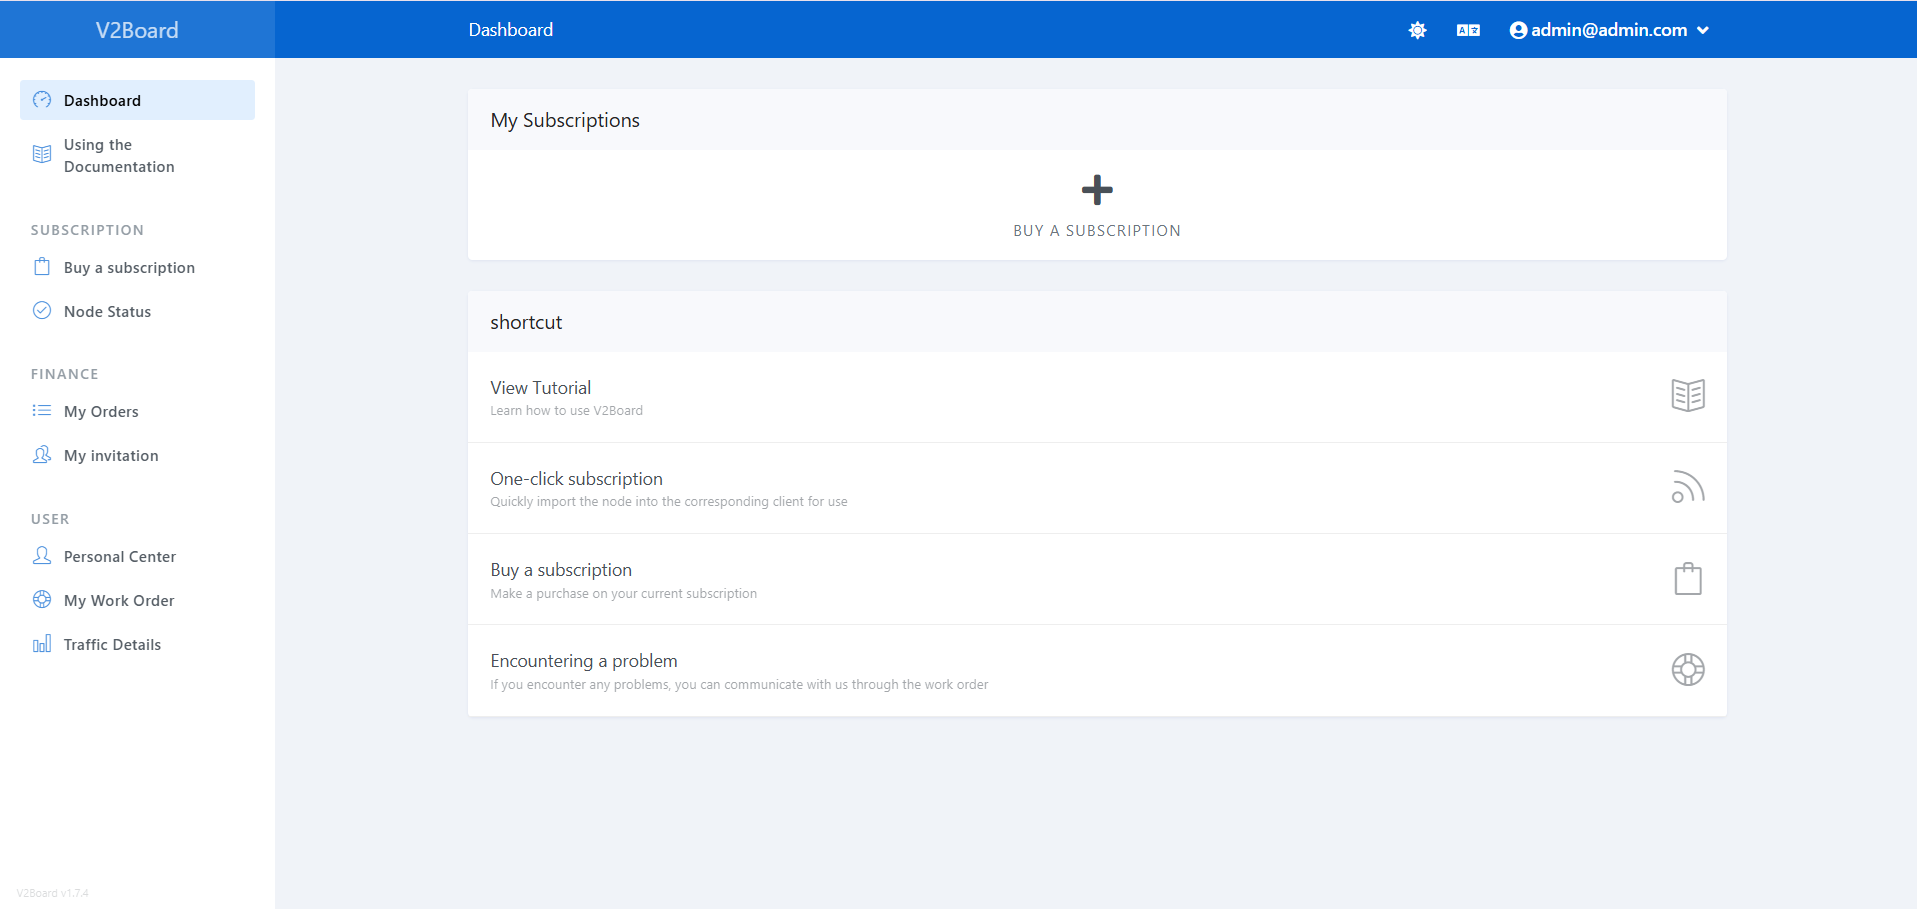 V2Board
Dashboard
admin@admin.com
Dashboard
Using the
Documentation
SUBSCRIPTION
Buy a subscription
Node Status
FINANCE
My Orders
My invitation
USER
Personal Center
My Work Order
Traffic Details
V2Board v1.7.4
My Subscriptions
BUY A SUBSCRIPTION
shortcut
View Tutorial
Learn how to use V2Board
One-click subscription
Quickly import the node into the corresponding client for use
Buy a subscription
Make a purchase on your current subscription
Encountering a problem
If you encounter any problems, you can communicate with us through the work order